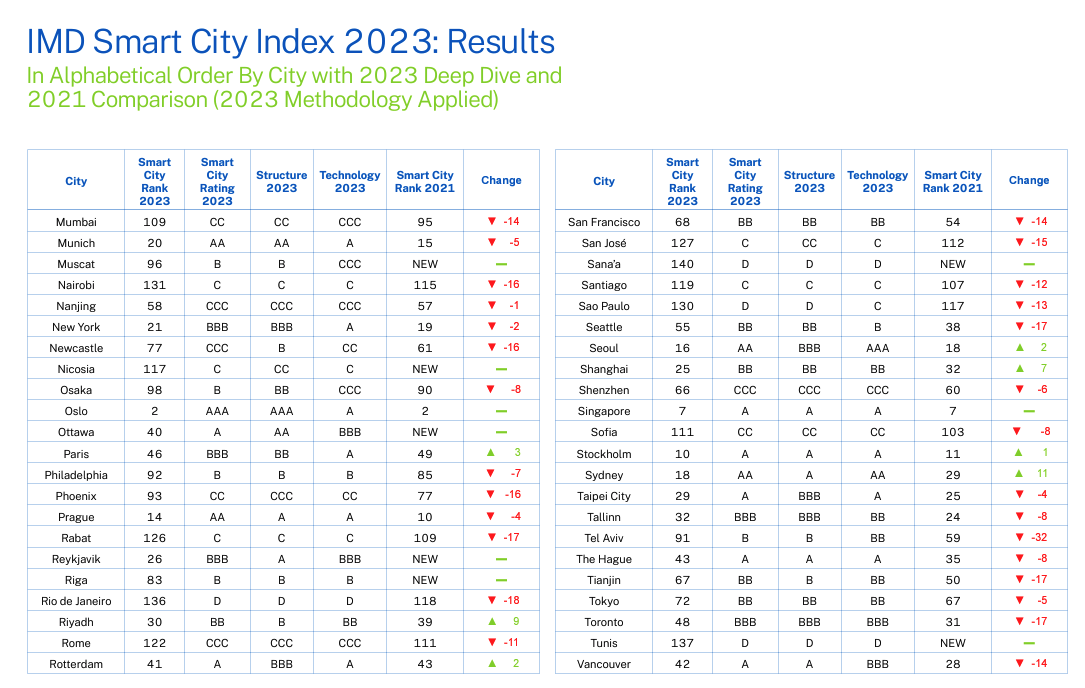 IMD Smart City Index 2023: Results
In Alphabetical Order By City with 2023 Deep Dive and
2021 Comparison (2023 Methodology Applied)
City Smart City Rank 2023 Smart City Rating 2023 Structure 2023 Technology 2023 Smart City Rank 2021 Change
Mumbai 109 CC CC CCC 95 ▼ -14
Munich 20 AA AA A 15 ▼ -5
Muscat 96 B B CCC NEW —
Nairobi 131 C C C 115 ▼ -16
Nanjing 58 CCC CCC CCC 57 ▼ -1
New York 21 BBB BBB A 19 ▼ -2
Newcastle 77 CCC B CC 61 ▼ -16
Nicosia 117 C CC C NEW —
Osaka 98 B BB CCC 90 ▼ -8
Oslo 2 AAA AAA A 2 —
Ottawa 40 A AA BBB NEW —
Paris 46 BBB BB A 49 ▲ 3
Philadelphia 92 B B B 85 ▼ -7
Phoenix 93 CC CCC CC 77 ▼ -16
Prague 14 AA A A 10 ▼ -4
Rabat 126 C C C 109 ▼ -17
Reykjavik 26 BBB A BBB NEW —
Riga 83 B B B NEW —
Rio de Janeiro 136 D D D 118 ▼ -18
Riyadh 30 BB B BB 39 ▲ 9
Rome 122 CCC CCC CCC 111 ▼ -11
Rotterdam 41 A BBB A 43 ▲ 2
City Smart City Rank 2023 Smart City Rating 2023 Structure 2023 Technology 2023 Smart City Rank 2021 Change
San Francisco 68 BB BB BB 54 ▼ -14
San José 127 C CC C 112 ▼ -15
Sana'a 140 D D D NEW —
Santiago 119 C C C 107 ▼ -12
Sao Paulo 130 D D C 117 ▼ -13
Seattle 55 BB BB B 38 ▼ -17
Seoul 16 AA BBB AAA 18 ▲ 2
Shanghai 25 BB BB BB 32 ▲ 7
Shenzhen 66 CCC CCC CCC 60 ▼ -6
Singapore 7 A A A 7 —
Sofia 111 CC CC CC 103 ▼ -8
Stockholm 10 A A A 11 ▲ 1
Sydney 18 AA A AA 29 ▲ 11
Taipei City 29 A BBB A 25 ▼ -4
Tallinn 32 BBB BBB BB 24 ▼ -8
Tel Aviv 91 B B BB 59 ▼ -32
The Hague 43 A A A 35 ▼ -8
Tianjin 67 BB B BB 50 ▼ -17
Tokyo 72 BB BB BB 67 ▼ -5
Toronto 48 BBB BBB BBB 31 ▼ -17
Tunis 137 D D D NEW —
Vancouver 42 A A BBB 28 ▼ -14